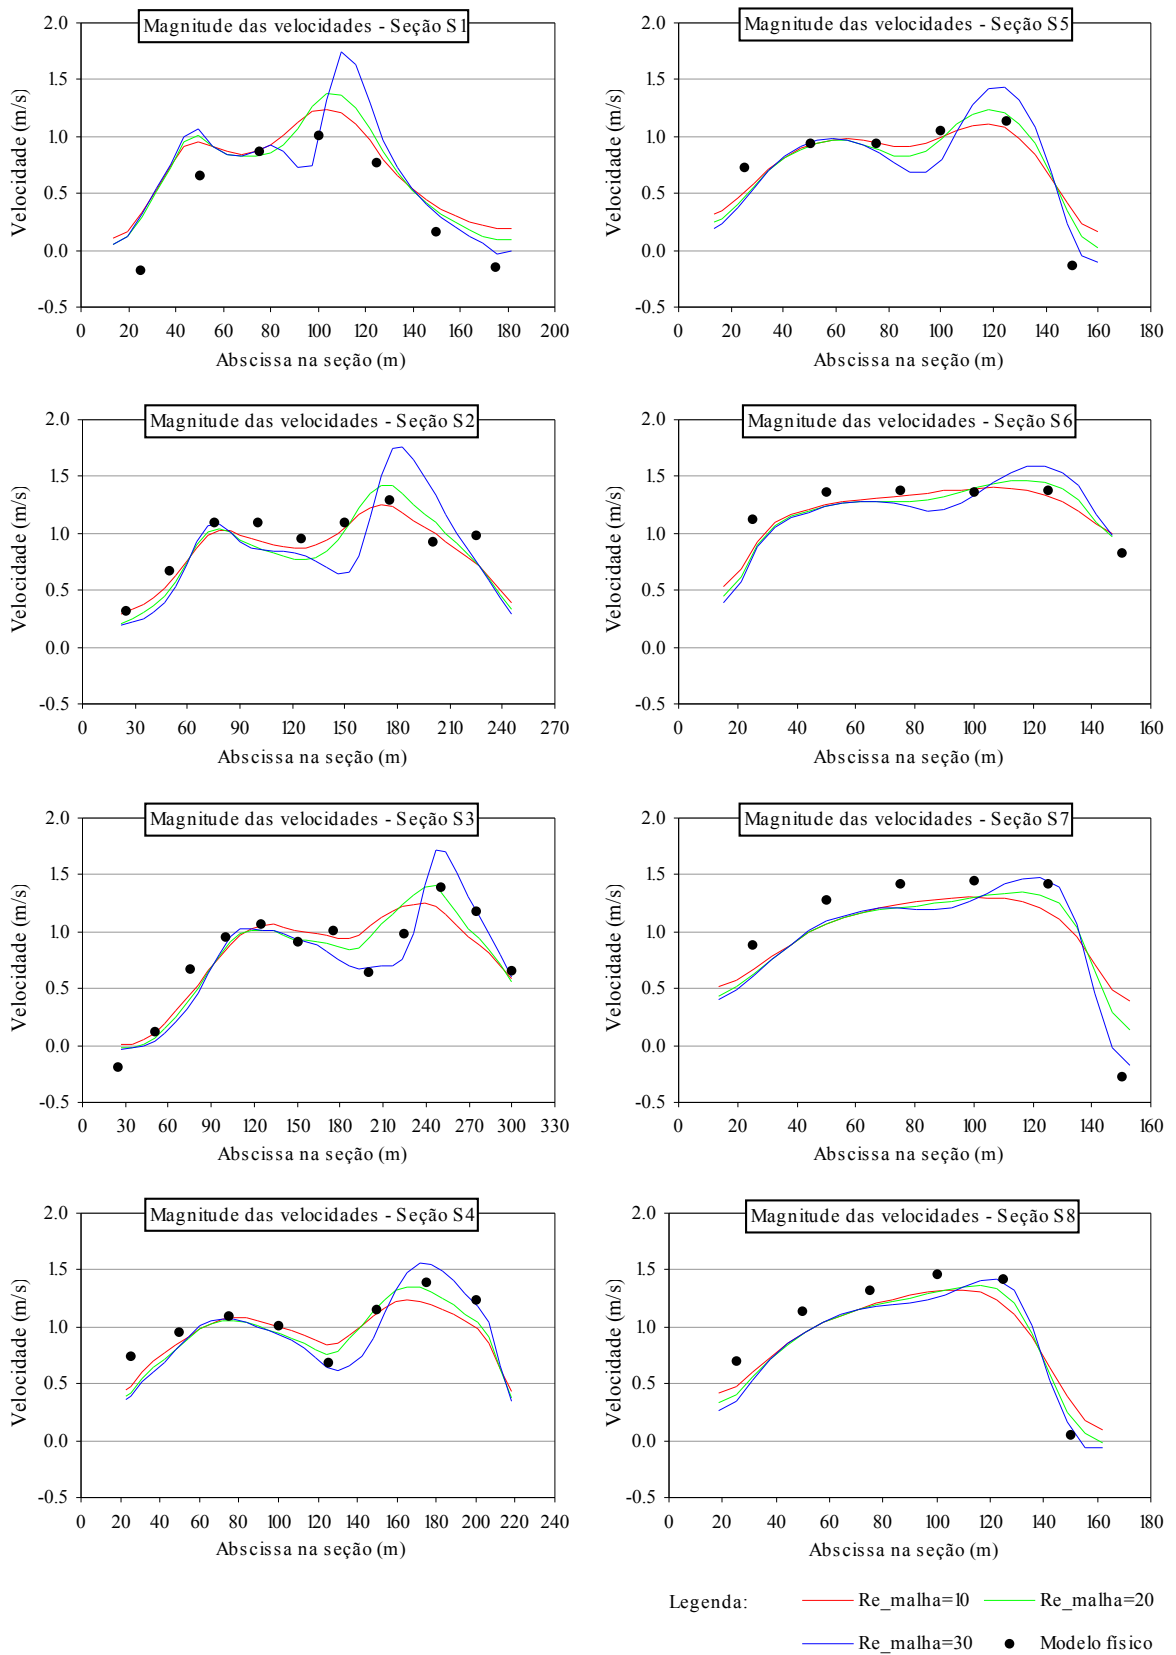 Magnitude das velocidades - Seção S1
2.0
1.5
1.0
0.5
0.0
-0.5
Velocidade (m/s)
0 20 40 60 80 100 120 140 160 180 200
Abscissa na seção (m)
Magnitude das velocidades - Seção S5
2.0
1.5
1.0
0.5
0.0
-0.5
Velocidade (m/s)
0 20 40 60 80 100 120 140 160 180
Abscissa na seção (m)
Magnitude das velocidades - Seção S2
2.0
1.5
1.0
0.5
0.0
-0.5
Velocidade (m/s)
0 30 60 90 120 150 180 210 240 270
Abscissa na seção (m)
Magnitude das velocidades - Seção S6
2.0
1.5
1.0
0.5
0.0
-0.5
Velocidade (m/s)
0 20 40 60 80 100 120 140 160
Abscissa na seção (m)
Magnitude das velocidades - Seção S3
2.0
1.5
1.0
0.5
0.0
-0.5
Velocidade (m/s)
0 30 60 90 120 150 180 210 240 270 300 330
Abscissa na seção (m)
Magnitude das velocidades - Seção S7
2.0
1.5
1.0
0.5
0.0
-0.5
Velocidade (m/s)
0 20 40 60 80 100 120 140 160
Abscissa na seção (m)
Magnitude das velocidades - Seção S4
2.0
1.5
1.0
0.5
0.0
-0.5
Velocidade (m/s)
0 20 40 60 80 100 120 140 160 180 200 220 240
Abscissa na seção (m)
Magnitude das velocidades - Seção S8
2.0
1.5
1.0
0.5
0.0
-0.5
Velocidade (m/s)
0 20 40 60 80 100 120 140 160 180
Abscissa na seção (m)
Legenda: Re_malha=10 Re_malha=20
Re_malha=30 Modelo físico